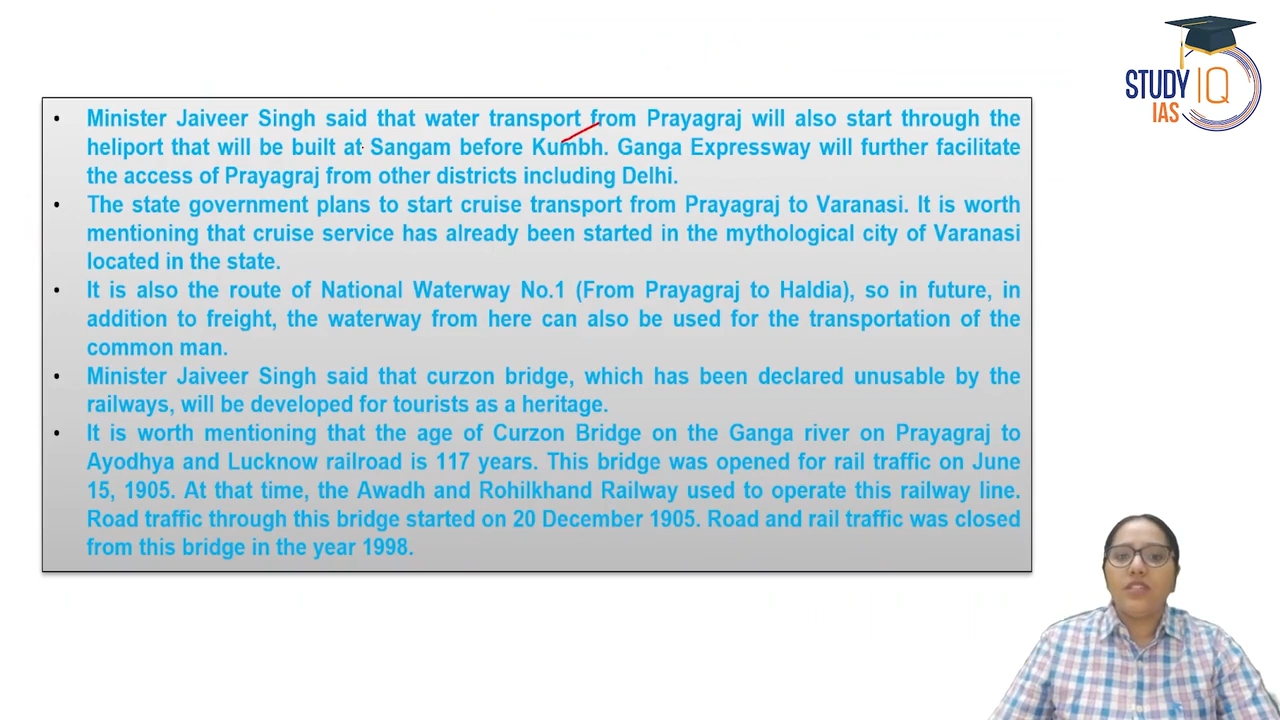 STUDY IQ
IAS
• Minister Jaiveer Singh said that water transport from Prayagraj will also start through the
heliport that will be built at Sangam before Kumbh. Ganga Expressway will further facilitate
the access of Prayagraj from other districts including Delhi.
• The state government plans to start cruise transport from Prayagraj to Varanasi. It is worth
mentioning that cruise service has already been started in the mythological city of Varanasi
located in the state.
• It is also the route of National Waterway No.1 (From Prayagraj to Haldia), so in future, in
addition to freight, the waterway from here can also be used for the transportation of the
common man.
• Minister Jaiveer Singh said that curzon bridge, which has been declared unusable by the
railways, will be developed for tourists as a heritage.
• It is worth mentioning that the age of Curzon Bridge on the Ganga river on Prayagraj to
Ayodhya and Lucknow railroad is 117 years. This bridge was opened for rail traffic on June
15, 1905. At that time, the Awadh and Rohilkhand Railway used to operate this railway line.
Road traffic through this bridge started on 20 December 1905. Road and rail traffic was closed
from this bridge in the year 1998.